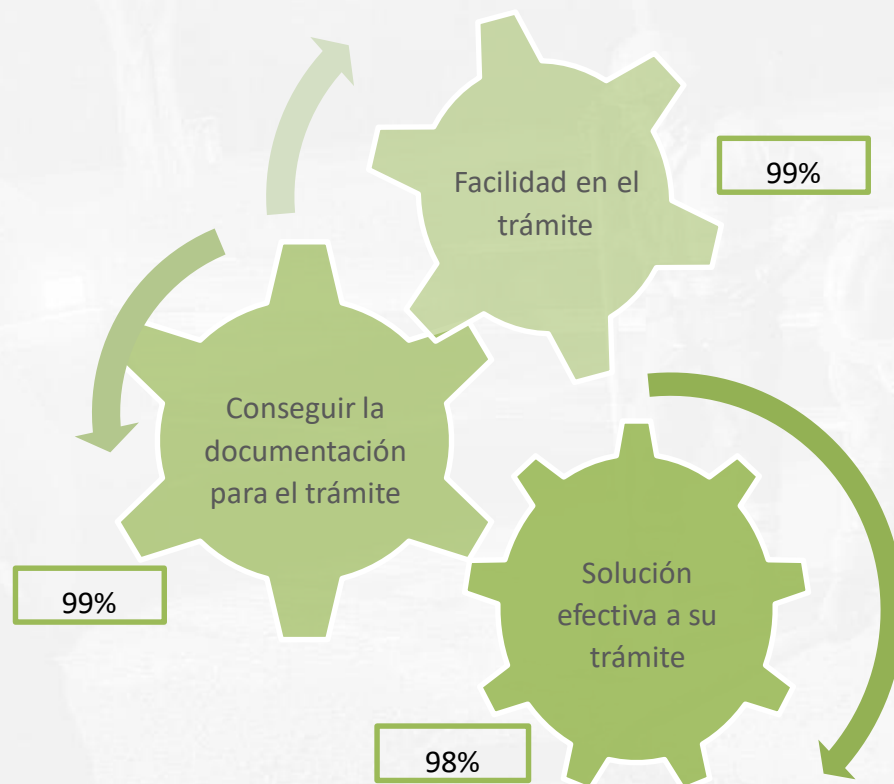 Facilidad en el
trámite
99%
Conseguir la
documentación
para el trámite
99%
Solución
efectiva a su
trámite
98%